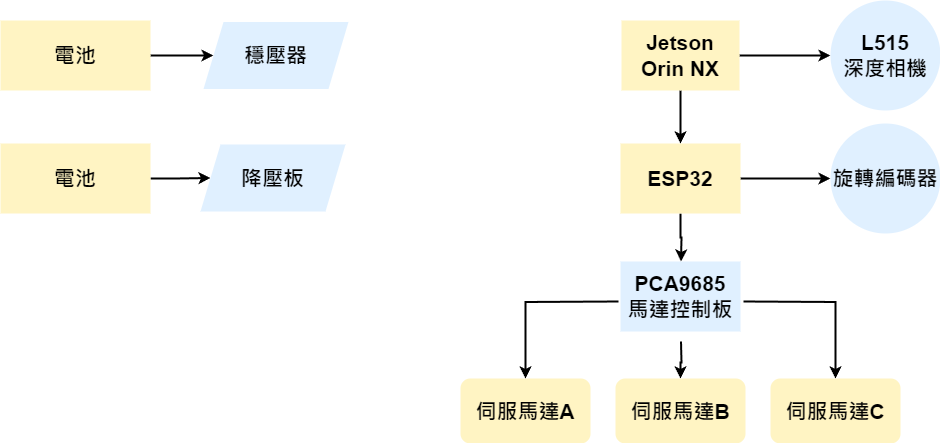 電池
穩壓器
Jetson
Orin NX
L515
深度相機
電池
降壓板
ESP32
旋轉編碼器
PCA9685
馬達控制板
伺服馬達A
伺服馬達B
伺服馬達C